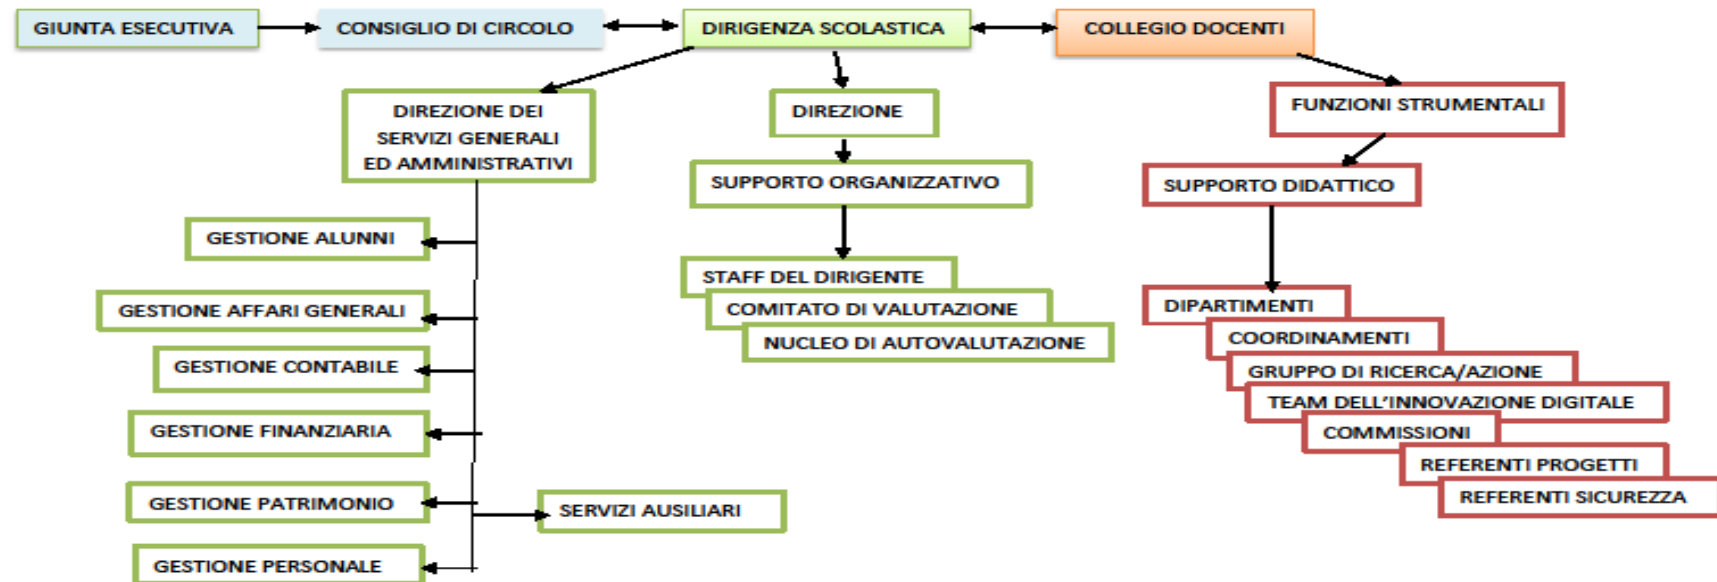 GIUNTA ESECUTIVA
CONSIGLIO DI CIRCOLO
DIRIGENZA SCOLASTICA
COLLEGIO DOCENTI
DIREZIONE DEI
SERVIZI GENERALI
ED AMMINISTRATIVI
DIREZIONE
FUNZIONI STRUMENTALI
SUPPORTO ORGANIZZATIVO
SUPPORTO DIDATTICO
GESTIONE ALUNNI
GESTIONE AFFARI GENERALI
GESTIONE CONTABILE
GESTIONE FINANZIARIA
GESTIONE PATRIMONIO
SERVIZI AUSILIARI
GESTIONE PERSONALE
STAFF DEL DIRIGENTE
COMITATO DI VALUTAZIONE
NUCLEO DI AUTOVALUTAZIONE
DIPARTIMENTI
COORDINAMENTI
GRUPPO DI RICERCA/AZIONE
TEAM DELL'INNOVAZIONE DIGITALE
COMMISSIONI
REFERENTI PROGETTI
REFERENTI SICUREZZA